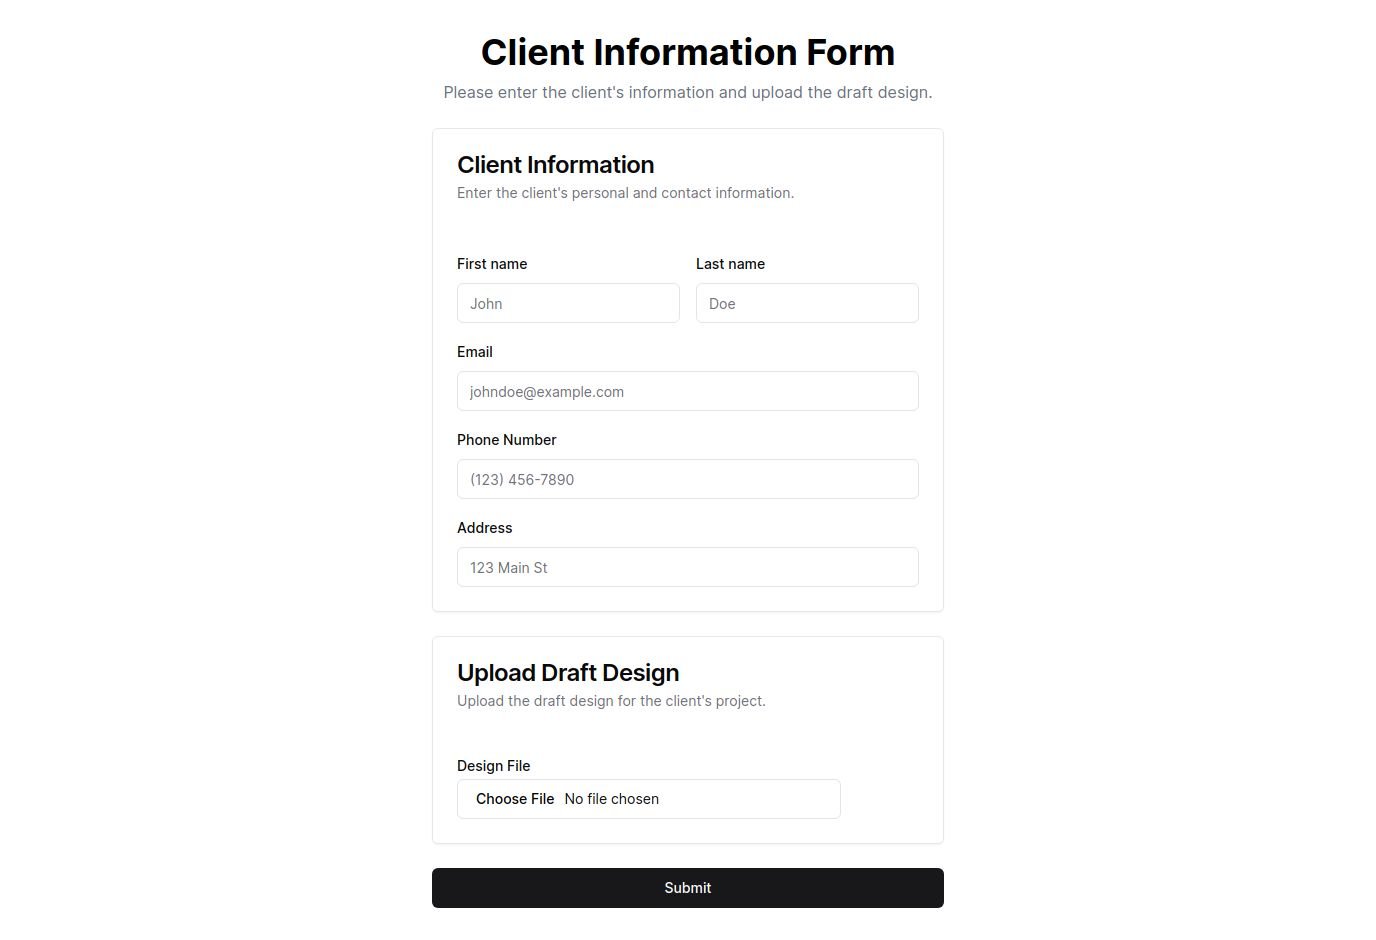 Client Information Form
Please enter the client's information and upload the draft design.
Client Information
Enter the client's personal and contact information.
First name Last name
John Doe
Email
johndoe@example.com
Phone Number
(123) 456-7890
Address
123 Main St
Upload Draft Design
Upload the draft design for the client's project.
Design File
Choose File No file chosen
Submit